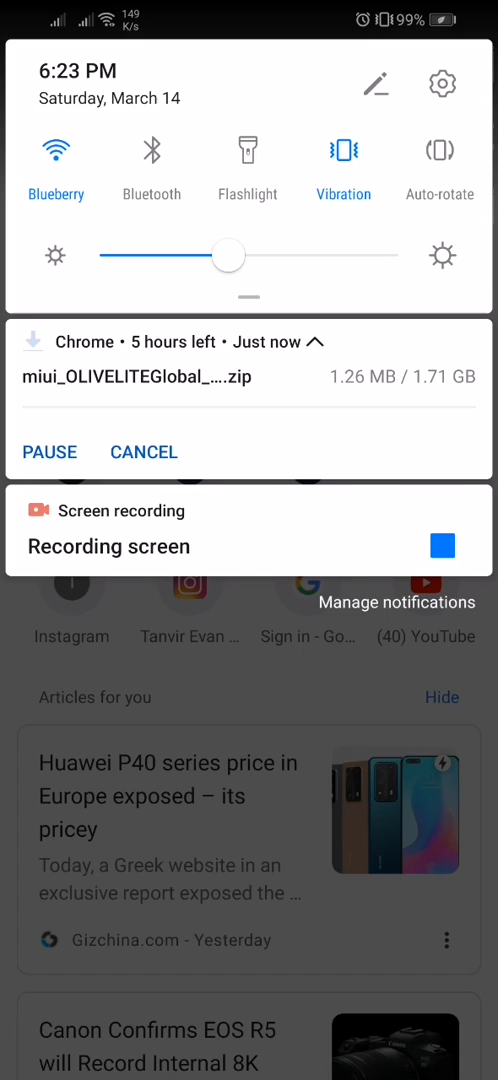 149
K/s
99%
6:23 PM
Saturday, March 14
Blueberry
Bluetooth
Flashlight
Vibration
Auto-rotate
Chrome • 5 hours left • Just now
miui_OLIVELITEGlobal_....zip
1.26 MB / 1.71 GB
PAUSE
CANCEL
Screen recording
Recording screen
Manage notifications
Instagram
Tanvir Evan ...
Sign in - Go...
(40) YouTube
Articles for you
Hide
Huawei P40 series price in
Europe exposed – its
pricey
Today, a Greek website in an
exclusive report exposed the ...
Gizchina.com - Yesterday
Canon Confirms EOS R5
will Record Internal 8K